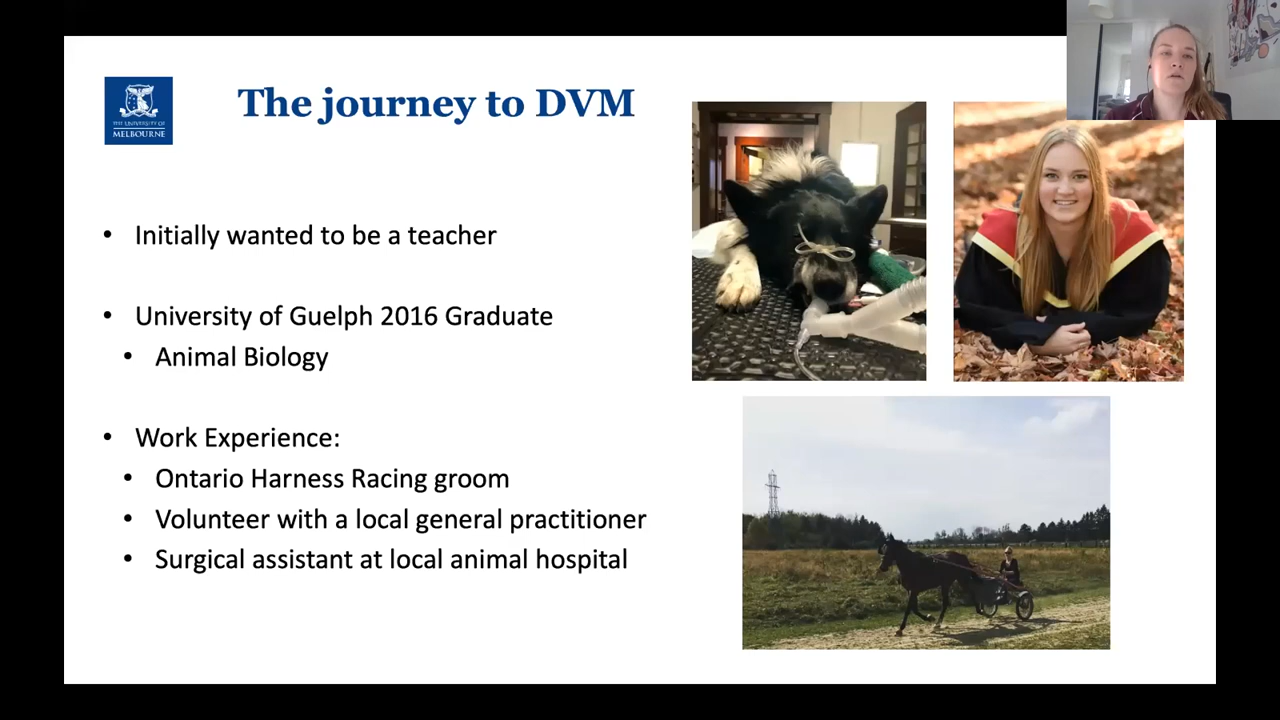 THE UNIVERSITY OF
MELBOURNE
The journey to DVM
• Initially wanted to be a teacher
• University of Guelph 2016 Graduate
• Animal Biology
• Work Experience:
• Ontario Harness Racing groom
• Volunteer with a local general practitioner
• Surgical assistant at local animal hospital